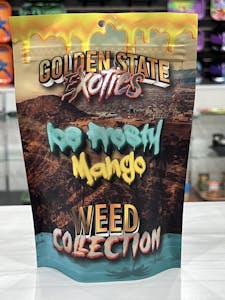 GOLDEN STATE
EXOTICS
ICE FROSTY
Mango
WEED
COLLECTION